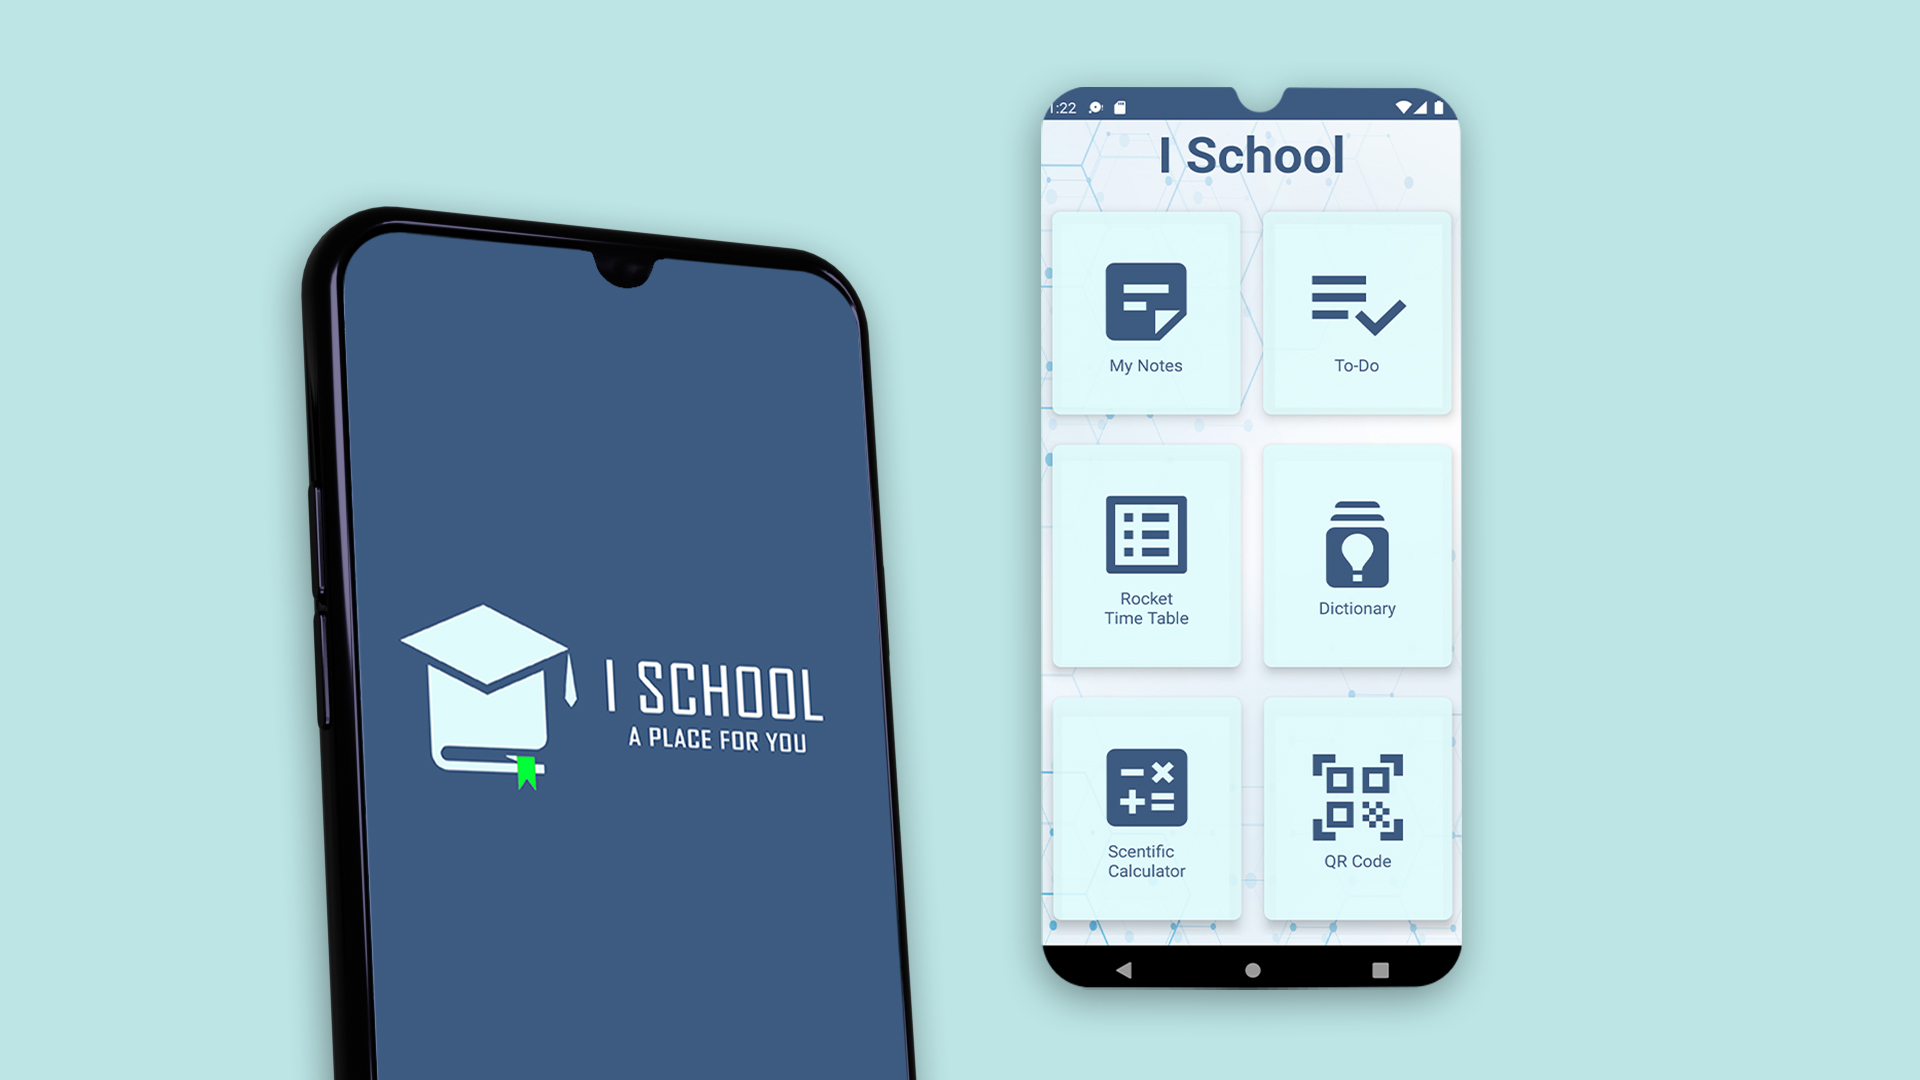 I SCHOOL
A PLACE FOR YOU
1:22
I School
My Notes
To-Do
Rocket
Time Table
Dictionary
Scentific
Calculator
QR Code